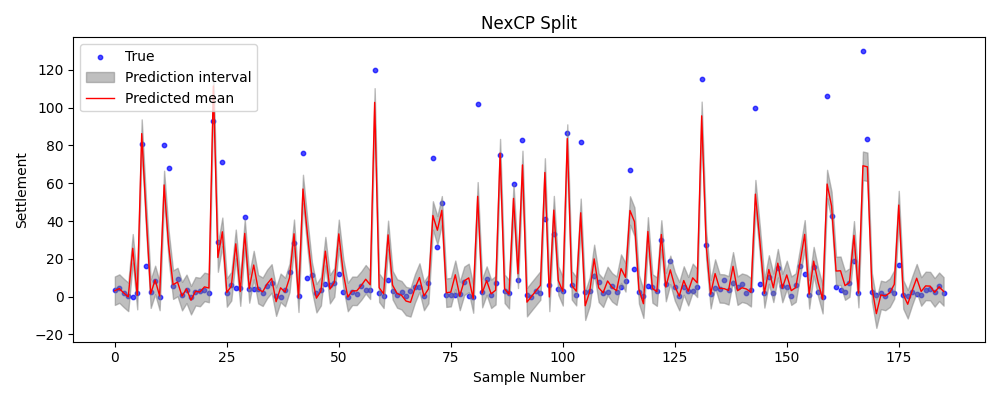 NexCP Split
True
Prediction interval
Predicted mean
Settlement
120
100
80
60
40
20
0
−20
0
25
50
75
100
125
150
175
Sample Number